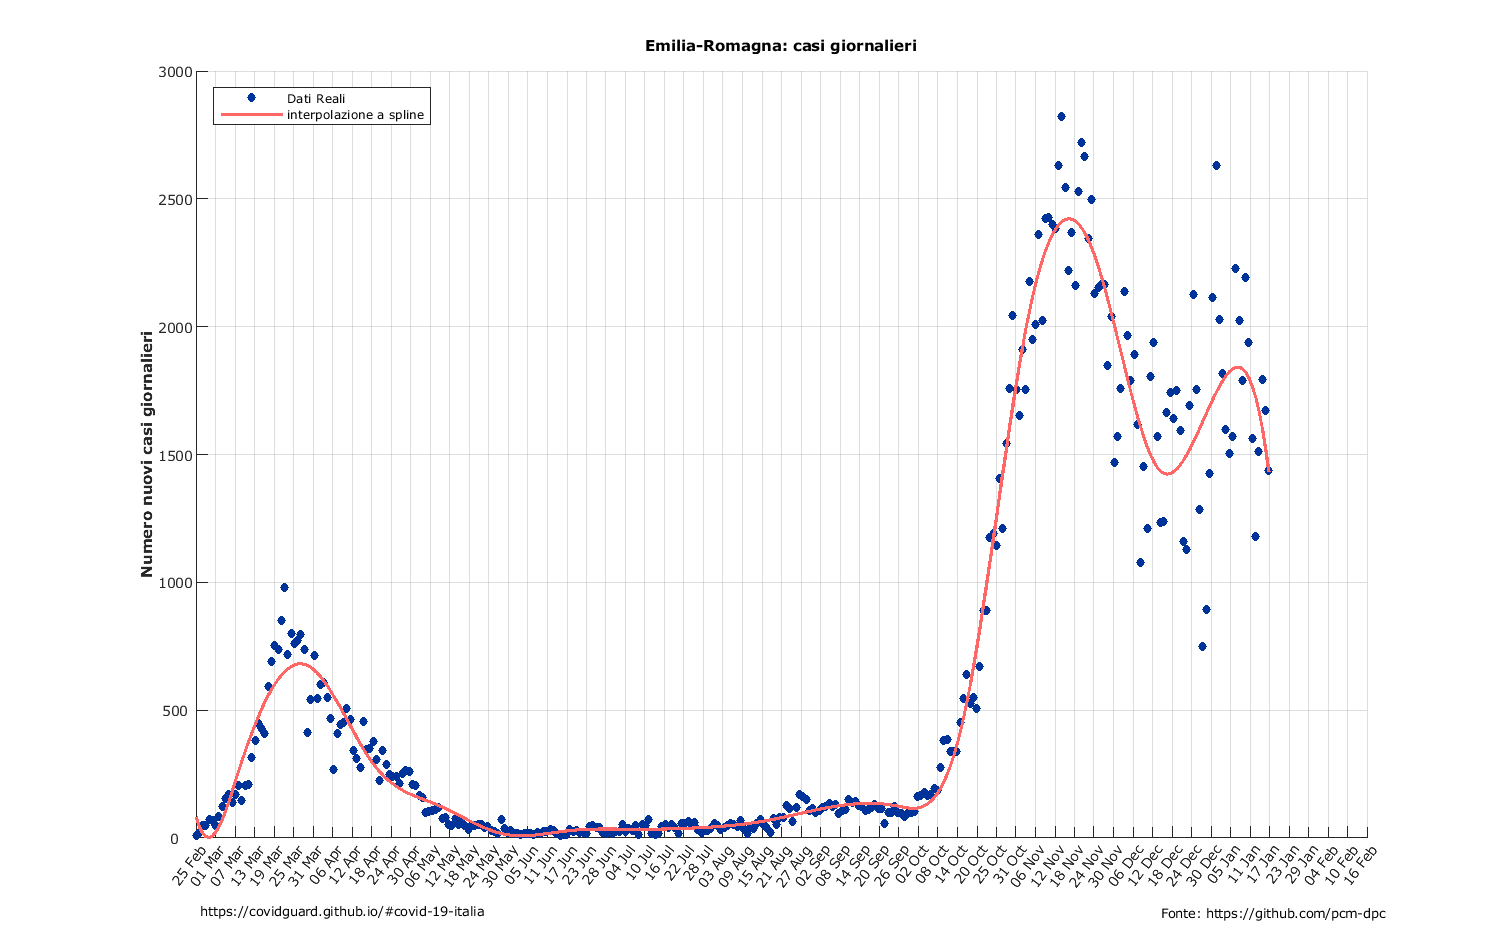 Emilia-Romagna: casi giornalieri
Dati Reali
interpolazione a spline
Numero nuovi casi giornalieri
3000
2500
2000
1500
1000
500
0
25 Feb
01 Mar
07 Mar
13 Mar
19 Mar
25 Mar
31 Mar
06 Apr
12 Apr
18 Apr
24 Apr
30 Apr
06 May
12 May
18 May
24 May
30 May
05 Jun
11 Jun
17 Jun
23 Jun
28 Jun
04 Jul
10 Jul
16 Jul
22 Jul
28 Jul
03 Aug
09 Aug
15 Aug
21 Aug
27 Aug
02 Sep
08 Sep
14 Sep
20 Sep
26 Sep
02 Oct
08 Oct
14 Oct
20 Oct
25 Oct
31 Oct
06 Nov
12 Nov
18 Nov
24 Nov
30 Nov
06 Dec
12 Dec
18 Dec
24 Dec
30 Dec
05 Jan
11 Jan
17 Jan
23 Jan
29 Jan
04 Feb
10 Feb
16 Feb
https://covidguard.github.io/#covid-19-italia
Fonte: https://github.com/pcm-dpc